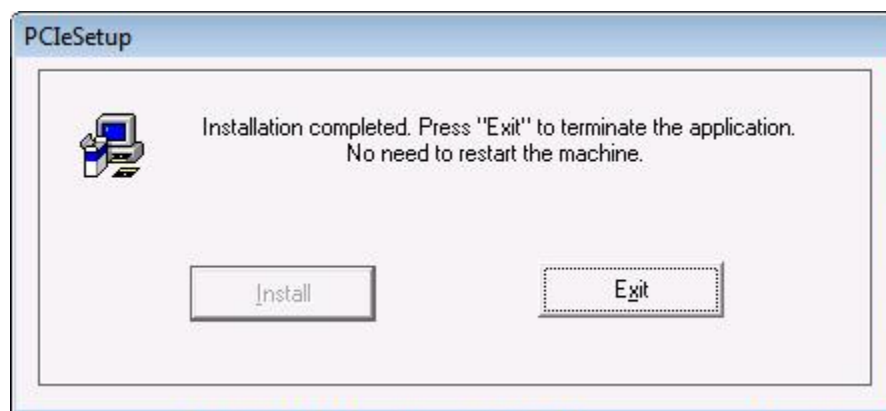 PCIeSetup
Installation completed. Press "Exit" to terminate the application.
No need to restart the machine.
Install
Exit